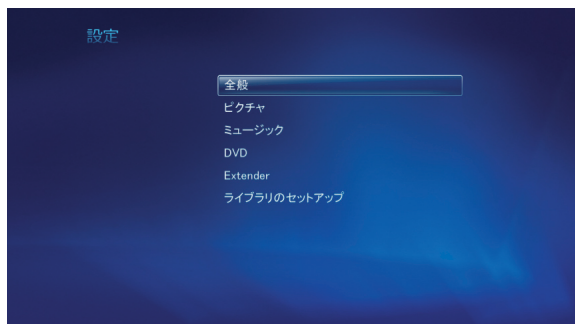 設定
全般
ピクチャ
ミュージック
DVD
Extender
ライブラリのセットアップ